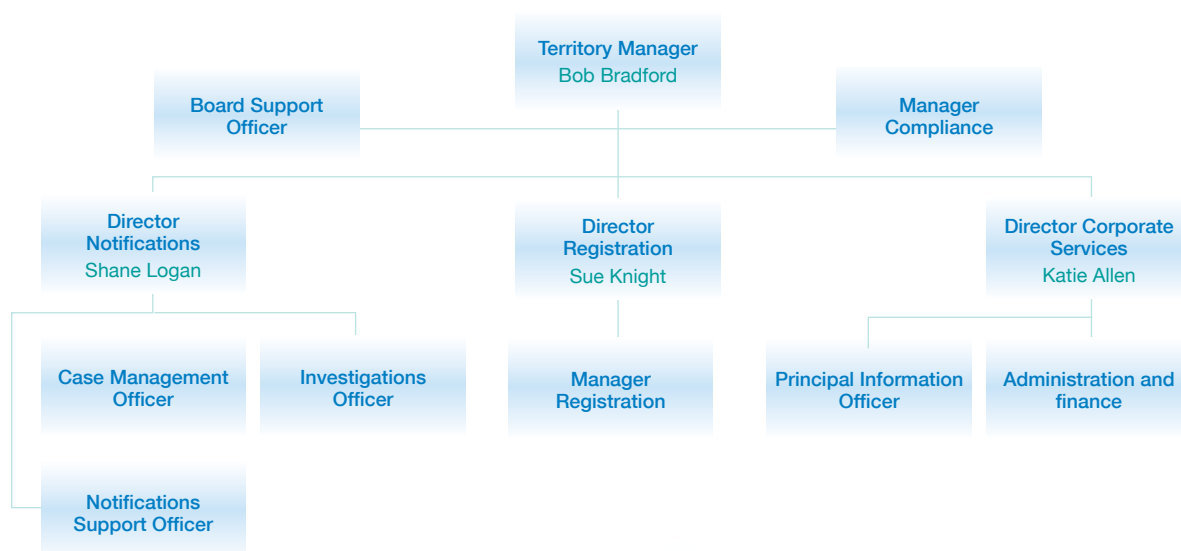 Territory Manager
Bob Bradford
Board Support
Officer
Manager
Compliance
Director
Notifications
Shane Logan
Director
Registration
Sue Knight
Director Corporate
Services
Katie Allen
Case Management
Officer
Investigations
Officer
Manager
Registration
Principal Information
Officer
Administration and
finance
Notifications
Support Officer